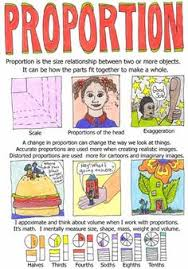 PROPORTION
Proportion is the size relationship between two or more objects.
It can be how the parts fit together to make a whole.
Scale
Proportions of the head
Exaggeration
A change in proportion can change the way we look at things.
Accurate proportions are used more when creating realistic images.
Distorted proportions are used more for cartoons and imaginary images.
I approximate and think about volume when I work with proportions.
It's math. I mentally measure size, shape, mass, weight and volume.
Halves Thirds Fourths Sixths Eighths Tenths